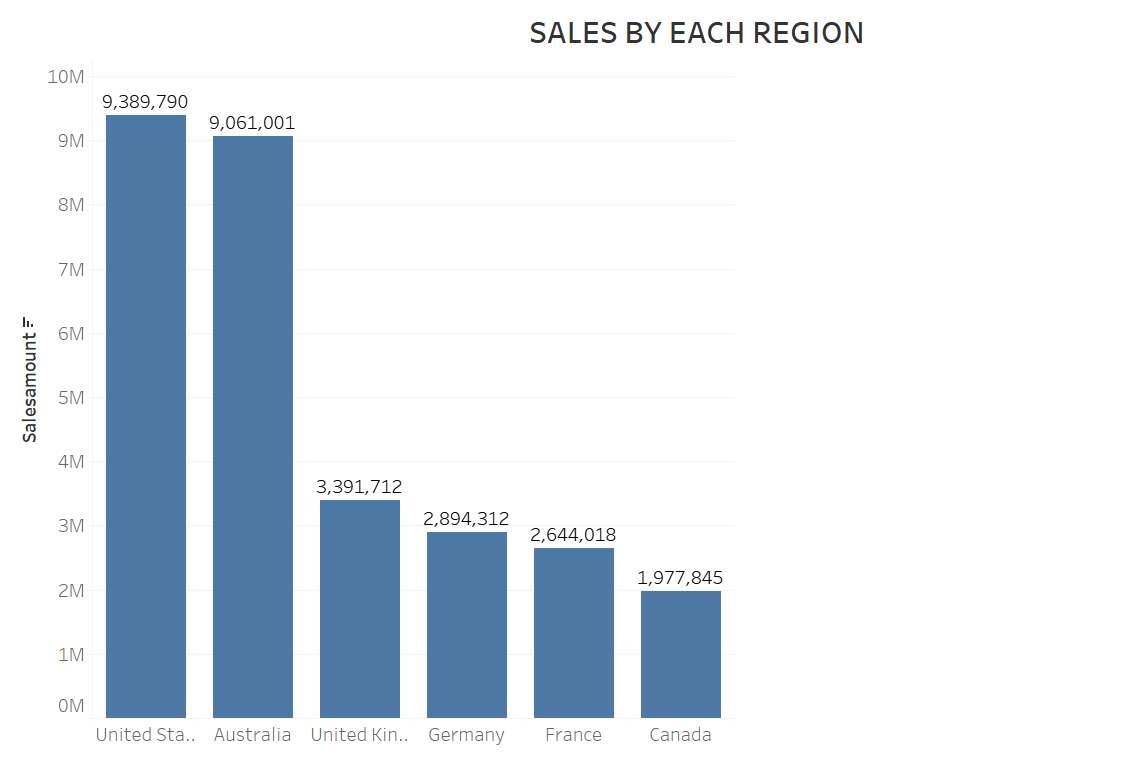 SALES BY EACH REGION
10M
9M
8M
7M
6M
5M
4M
3M
2M
1M
0M
Salesamount
9,389,790
9,061,001
3,391,712
2,894,312
2,644,018
1,977,845
United Sta..
Australia
United Kin..
Germany
France
Canada